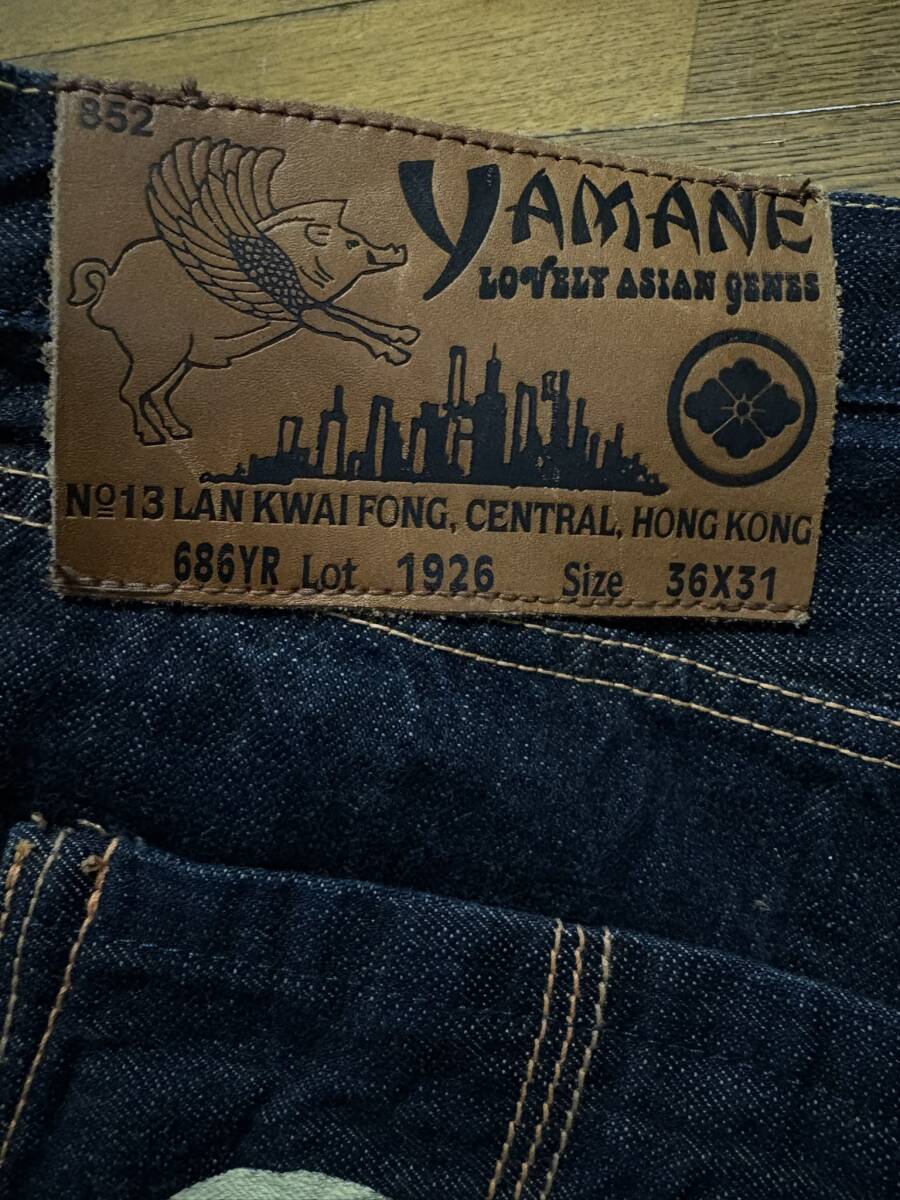 852
YAMANE
LOVELY ASIAN GENES
Nº13 LAN KWAI FONG, CENTRAL, HONG KONG
686YR Lot 1926 Size 36X31